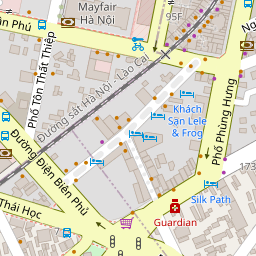 Mayfair
Hà Nội
95F
Phú
Phố Tôn Thất Thiệp
Đường sắt Hà Nội - Lào Cai
Khách
Sạn Lele
& Frog
Phố Phùng Hưng
Đường Điện Biên Phủ
173
Thái Học
Silk Path
Guardian